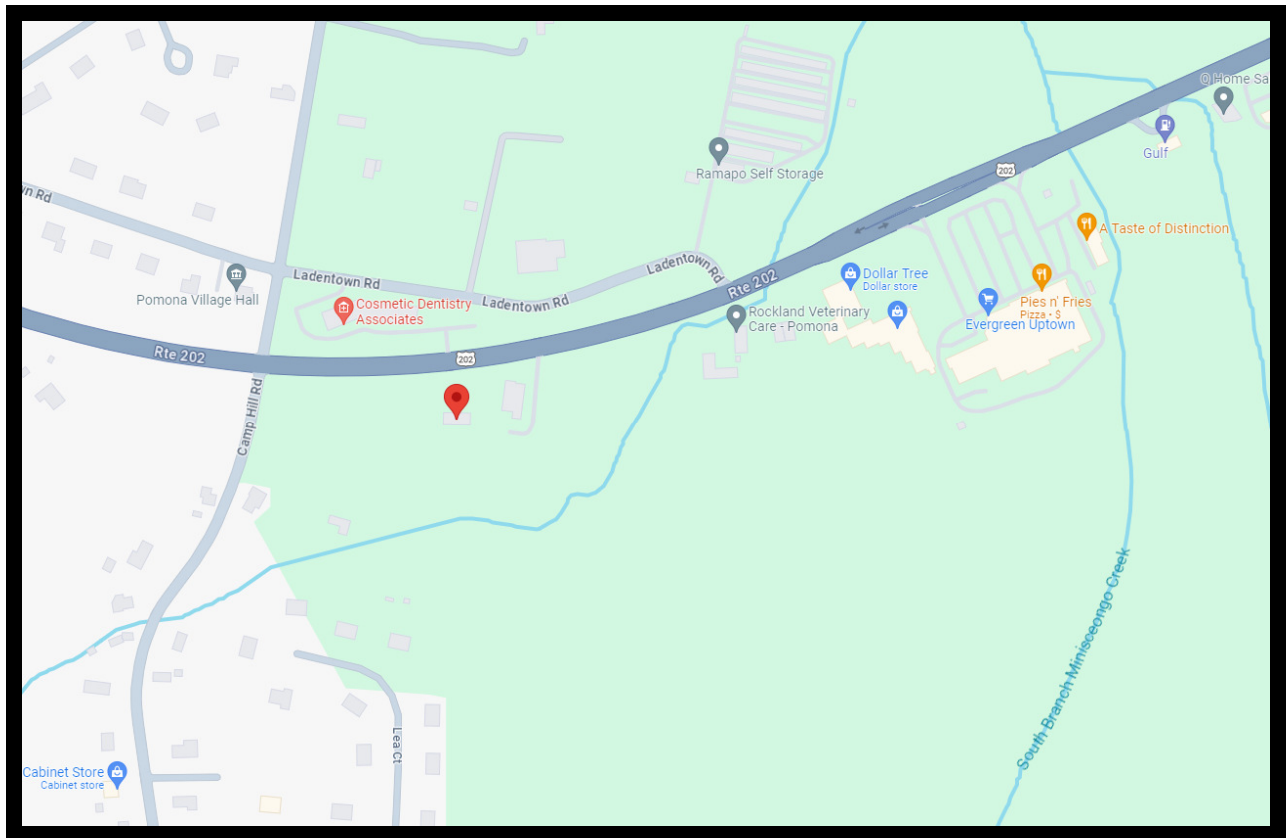 @ Home Sa
202
Gulf
Ramapo Self Storage
wn Rd
A Taste of Distinction
Ladentown Rd
Ladentown Rd
Ladentown Rd
Dollar Tree
Dollar store
Pies n' Fries
Pizza • $
Rte 202
Pomona Village Hall
Cosmetic Dentistry
Associates
Rockland Veterinary
Care - Pomona
Evergreen Uptown
Rte 202
202
Camp Hill Rd
South Branch Minisceongo Creek
Lea Ct
Cabinet Store
Cabinet store